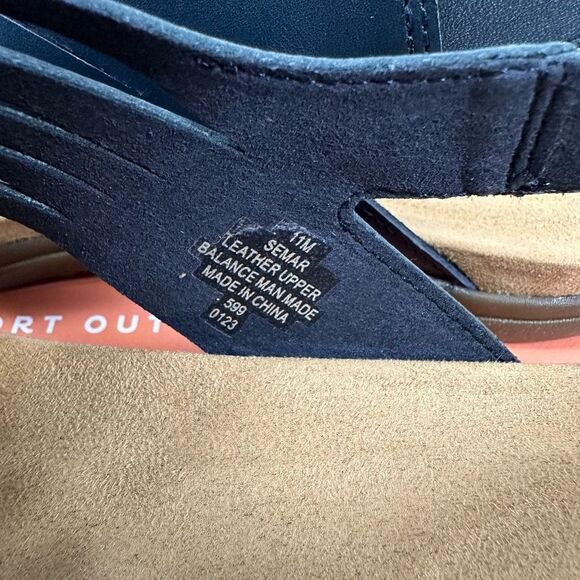 11M
SEMAR
LEATHER UPPER
BALANCE MAN MADE
MADE IN CHINA
599
0123
ORT OUT